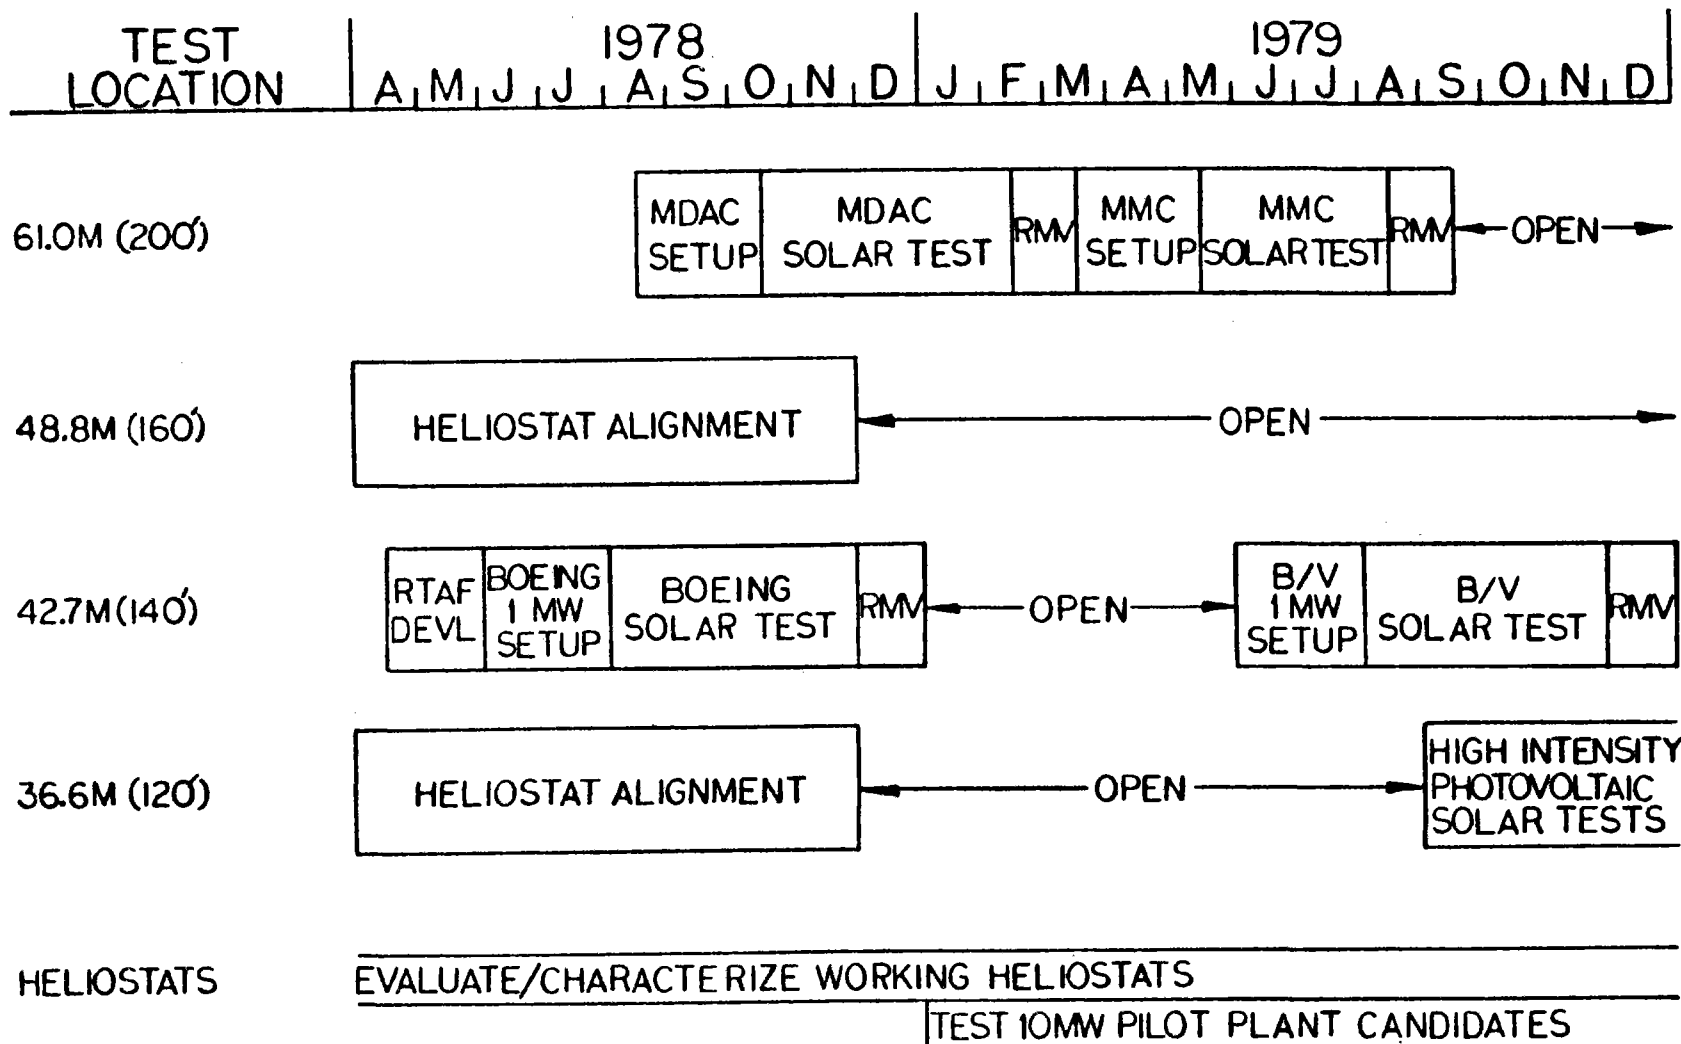 TEST LOCATION
1978
1979
A M J J A S O N D J F M A M J J A S O N D
61.0M (200')
MDAC
SETUP
MDAC
SOLAR TEST
RMV
MMC
SETUP
MMC
SOLAR TEST
RMV
OPEN
48.8M (160')
HELIOSTAT ALIGNMENT
OPEN
42.7M (140')
RTAF
DEVL
BOEING
1 MW
SETUP
BOEING
SOLAR TEST
RMV
OPEN
B/V
1 MW
SETUP
B/V
SOLAR TEST
RMV
36.6M (120')
HELIOSTAT ALIGNMENT
OPEN
HIGH INTENSITY
PHOTOVOLTAIC
SOLAR TESTS
HELIOSTATS
EVALUATE/CHARACTERIZE WORKING HELIOSTATS
TEST 10MW PILOT PLANT CANDIDATES